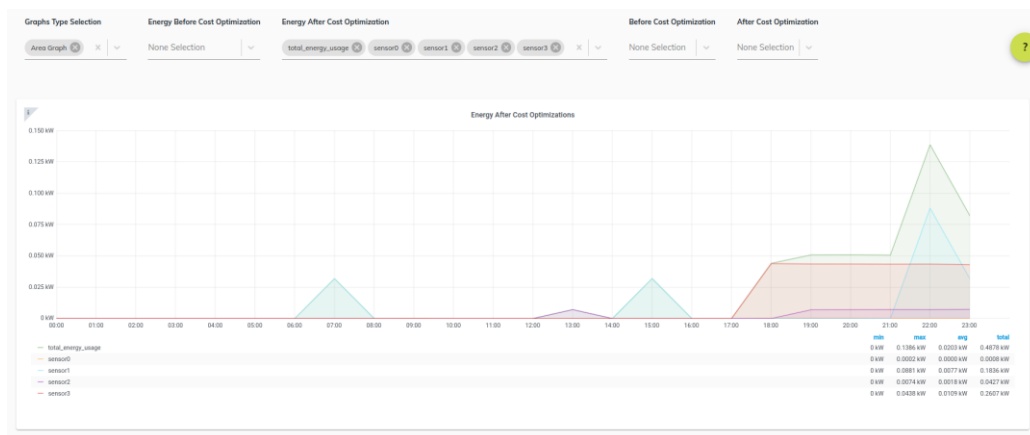 Graphs Type Selection Energy Before Cost Optimization Energy After Cost Optimization Before Cost Optimization After Cost Optimization
Area Graph None Selection total_energy_usage sensor0 sensor1 sensor2 sensor3 None Selection None Selection
?
i
Energy After Cost Optimizations
0.150 kW
0.125 kW
0.100 kW
0.075 kW
0.050 kW
0.025 kW
0 kW
00:00 01:00 02:00 03:00 04:00 05:00 06:00 07:00 08:00 09:00 10:00 11:00 12:00 13:00 14:00 15:00 16:00 17:00 18:00 19:00 20:00 21:00 22:00 23:00
min max avg total
total_energy_usage 0 kW 0.1386 kW 0.0203 kW 0.4878 kW
sensor0 0 kW 0.0002 kW 0.0000 kW 0.0008 kW
sensor1 0 kW 0.0881 kW 0.0077 kW 0.1836 kW
sensor2 0 kW 0.0074 kW 0.0018 kW 0.0427 kW
sensor3 0 kW 0.0438 kW 0.0109 kW 0.2607 kW